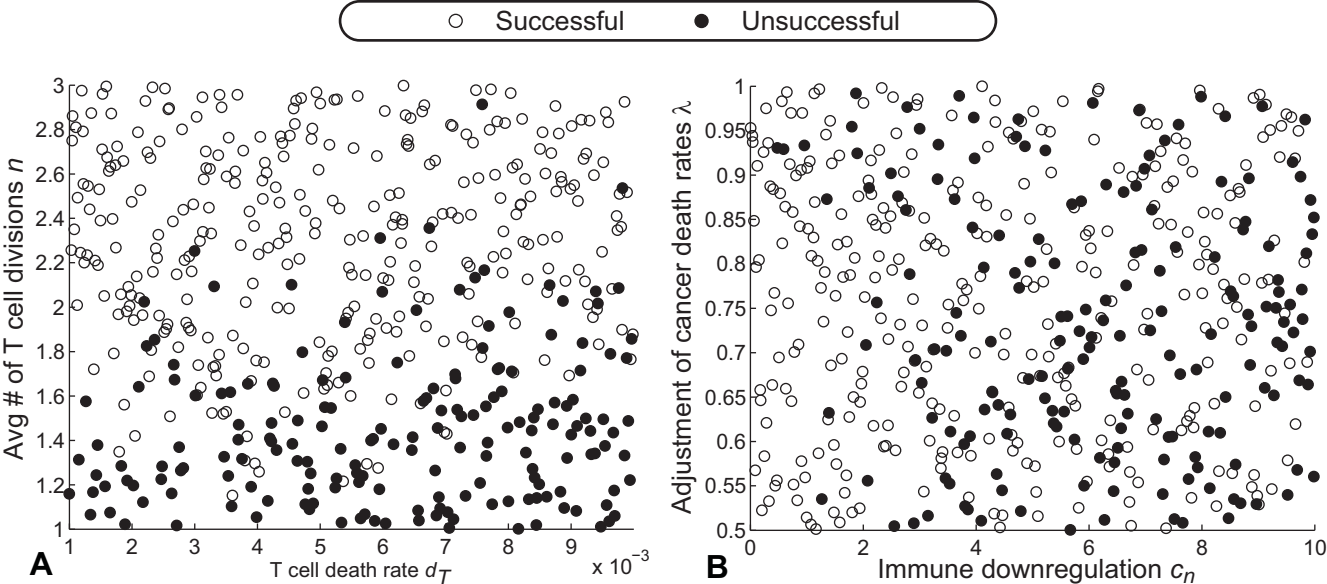 Successful Unsuccessful
Avg # of T cell divisions n
3
2.8
2.6
2.4
2.2
2
1.8
1.6
1.4
1.2
1
1 2 3 4 5 6 7 8 9 x 10⁻³
T cell death rate d_T
A
Adjustment of cancer death rates λ
1
0.95
0.9
0.85
0.8
0.75
0.7
0.65
0.6
0.55
0.5
0 2 4 6 8 10
Immune downregulation c_n
B